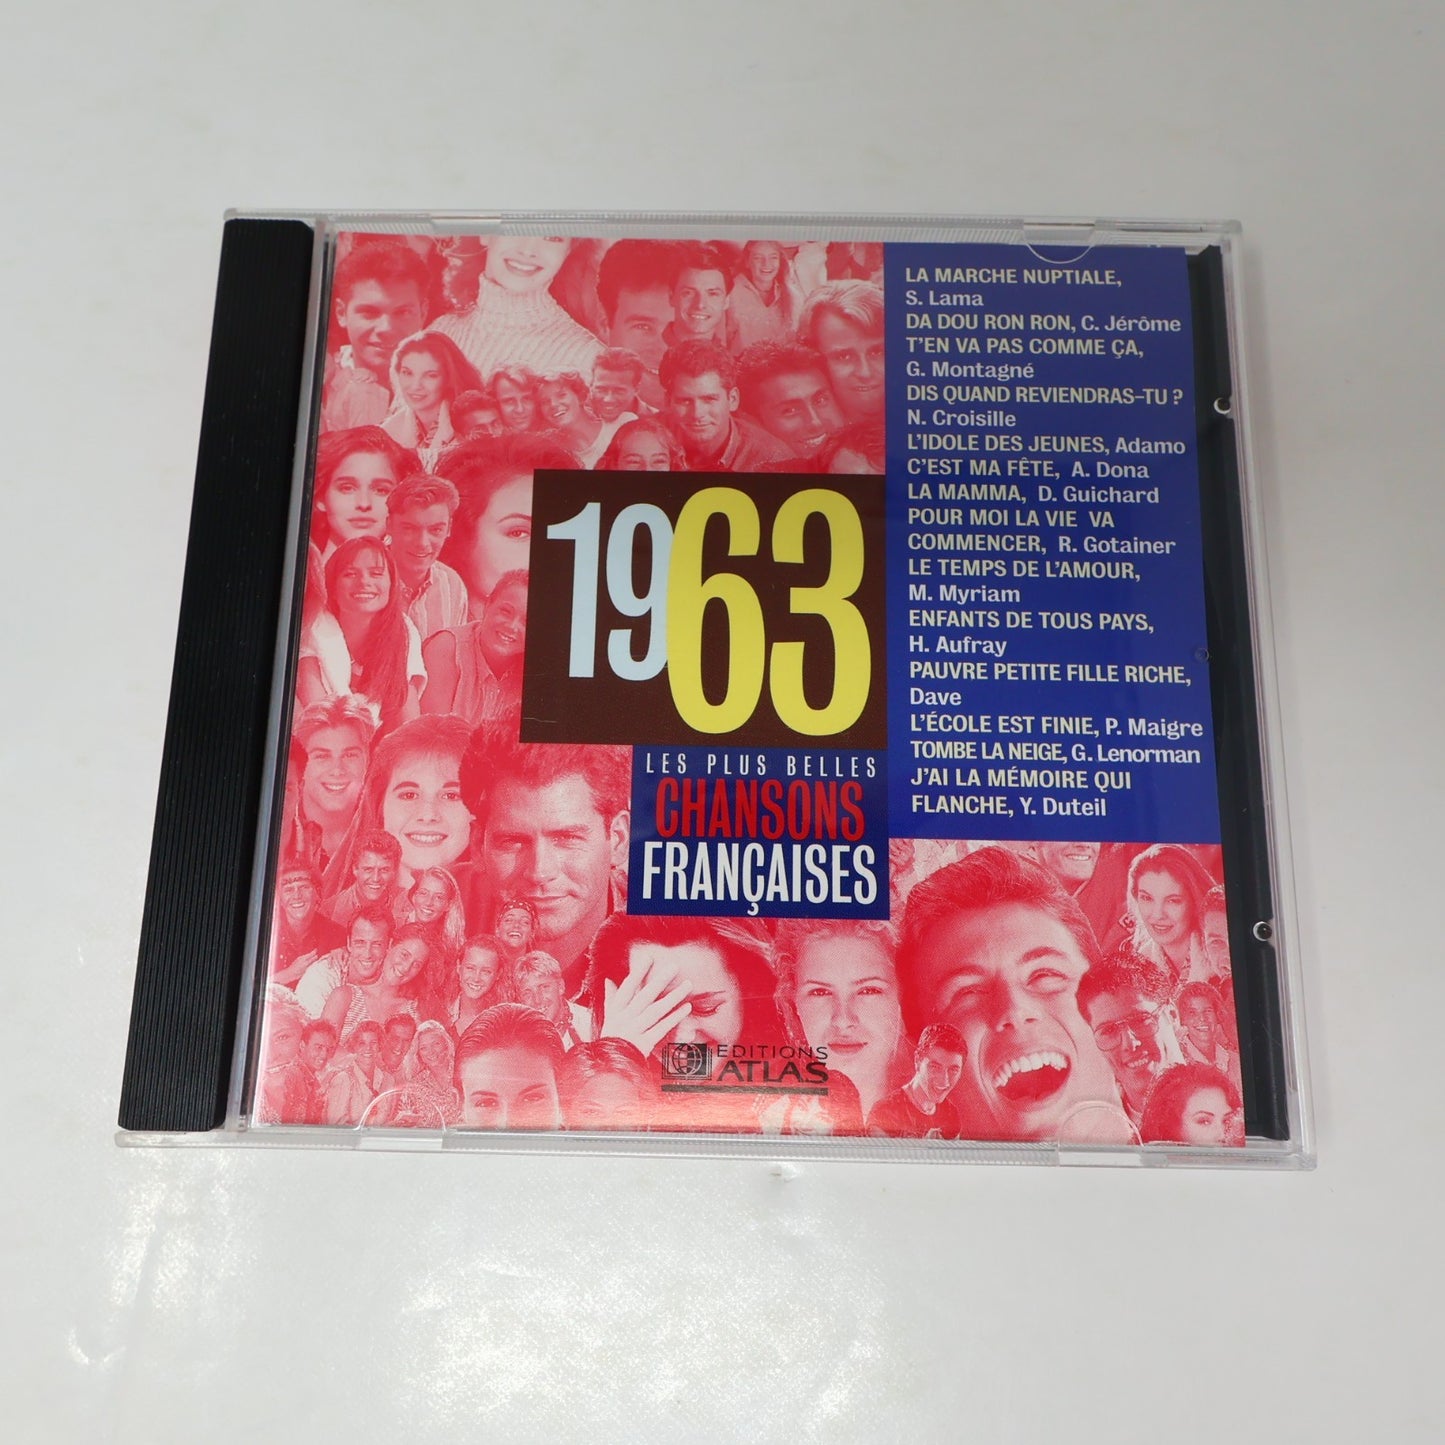 1963
LES PLUS BELLES
CHANSONS
FRANÇAISES
LA MARCHE NUPTIALE,
S. Lama
DA DOU RON RON, C. Jérôme
T'EN VA PAS COMME ÇA,
G. Montagné
DIS QUAND REVIENDRAS-TU ?
N. Croisille
L'IDOLE DES JEUNES, Adamo
C'EST MA FÊTE, A. Dona
LA MAMMA, D. Guichard
POUR MOI LA VIE VA
COMMENCER, R. Gotainer
LE TEMPS DE L'AMOUR,
M. Myriam
ENFANTS DE TOUS PAYS,
H. Aufray
PAUVRE PETITE FILLE RICHE,
Dave
L'ÉCOLE EST FINIE, P. Maigre
TOMBE LA NEIGE, G. Lenorman
J'AI LA MÉMOIRE QUI
FLANCHE, Y. Duteil
EDITIONS
ATLAS